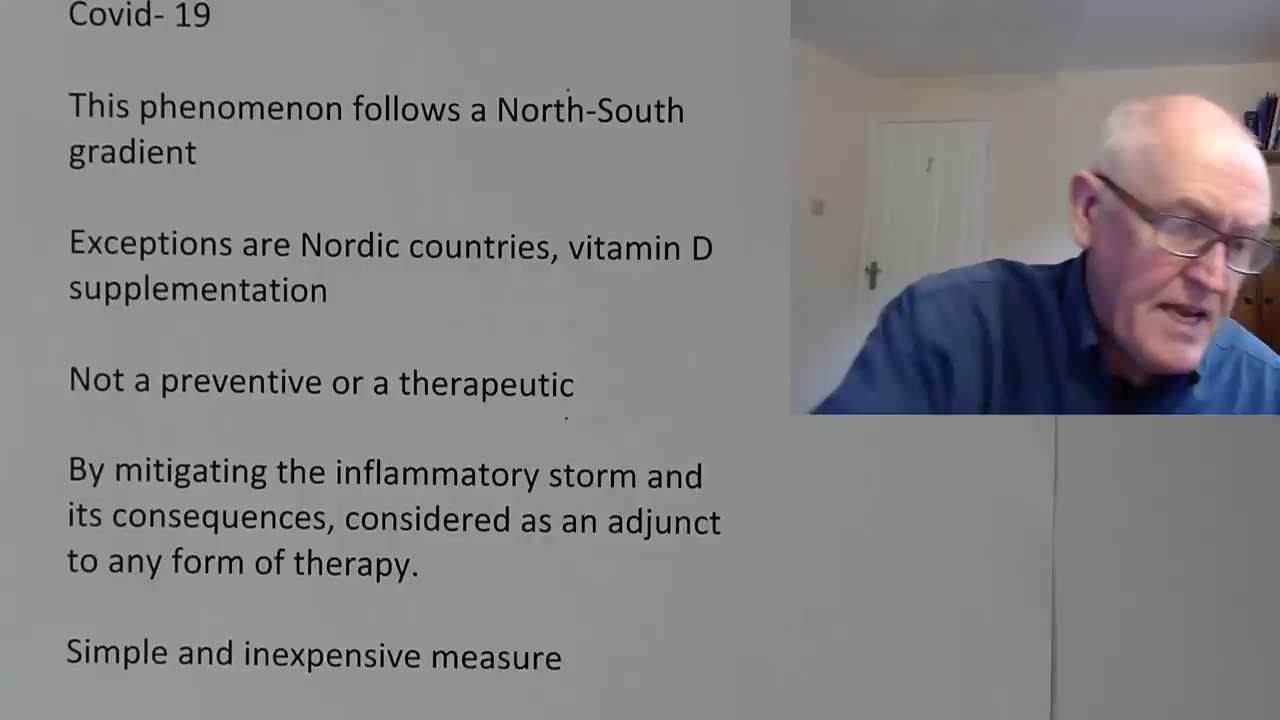 Covid- 19
This phenomenon follows a North-South
gradient
Exceptions are Nordic countries, vitamin D
supplementation
Not a preventive or a therapeutic
By mitigating the inflammatory storm and
its consequences, considered as an adjunct
to any form of therapy.
Simple and inexpensive measure